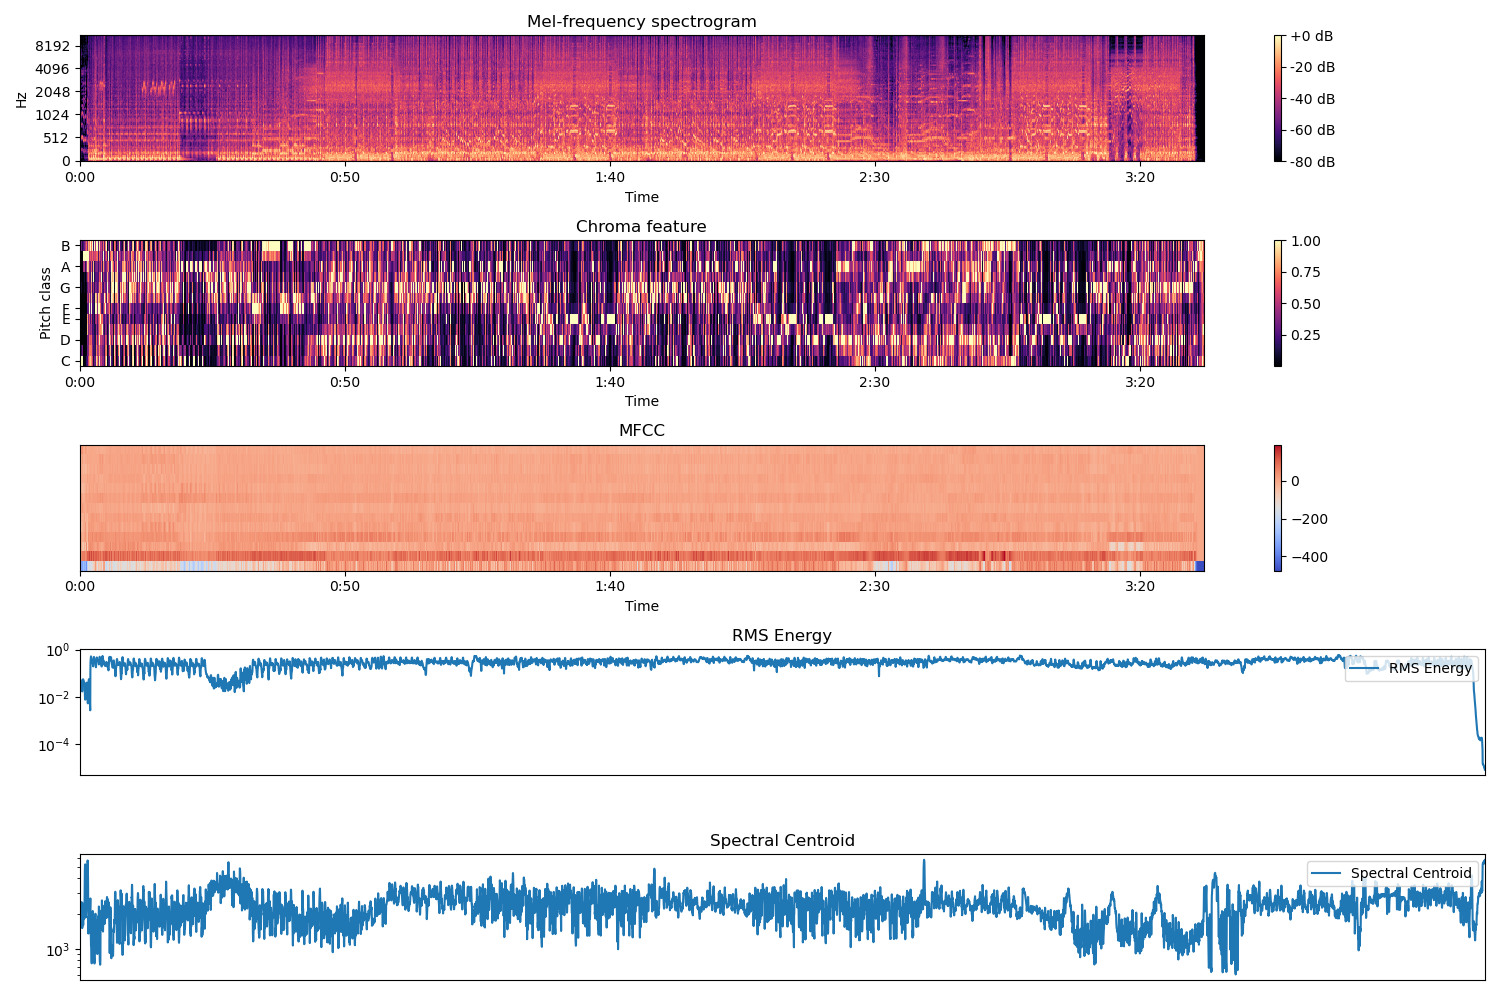 Mel-frequency spectrogram
8192
4096
2048
1024
512
0
Hz
0:00 0:50 1:40 2:30 3:20
Time
+0 dB
-20 dB
-40 dB
-60 dB
-80 dB
Chroma feature
B
A
G
F
E
D
C
Pitch class
0:00 0:50 1:40 2:30 3:20
Time
1.00
0.75
0.50
0.25
MFCC
0:00 0:50 1:40 2:30 3:20
Time
0
−200
−400
RMS Energy
10⁰
10⁻²
10⁻⁴
RMS Energy
Spectral Centroid
10³
Spectral Centroid